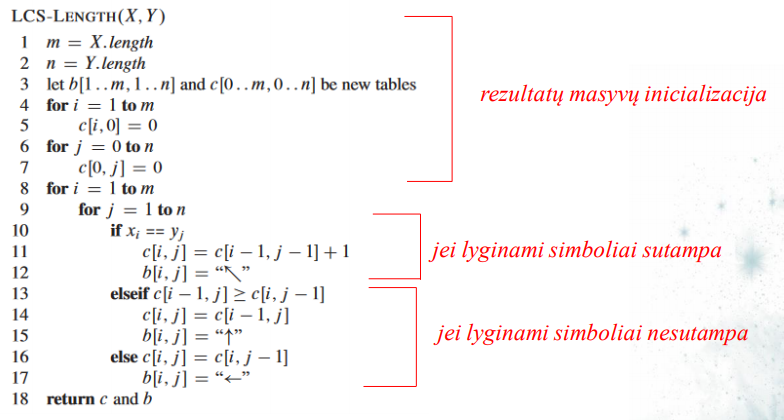 LCS-LENGTH(X, Y)
1 m = X.length
2 n = Y.length
3 let b[1..m, 1..n] and c[0..m, 0..n] be new tables
4 for i = 1 to m
5 c[i, 0] = 0
6 for j = 0 to n
7 c[0, j] = 0
8 for i = 1 to m
9 for j = 1 to n
10 if xᵢ == yⱼ
11 c[i, j] = c[i − 1, j − 1] + 1
12 b[i, j] = “↖”
13 elseif c[i − 1, j] ≥ c[i, j − 1]
14 c[i, j] = c[i − 1, j]
15 b[i, j] = “↑”
16 else c[i, j] = c[i, j − 1]
17 b[i, j] = “←”
18 return c and b
rezultatų masyvų inicializacija
jei lyginami simboliai sutampa
jei lyginami simboliai nesutampa